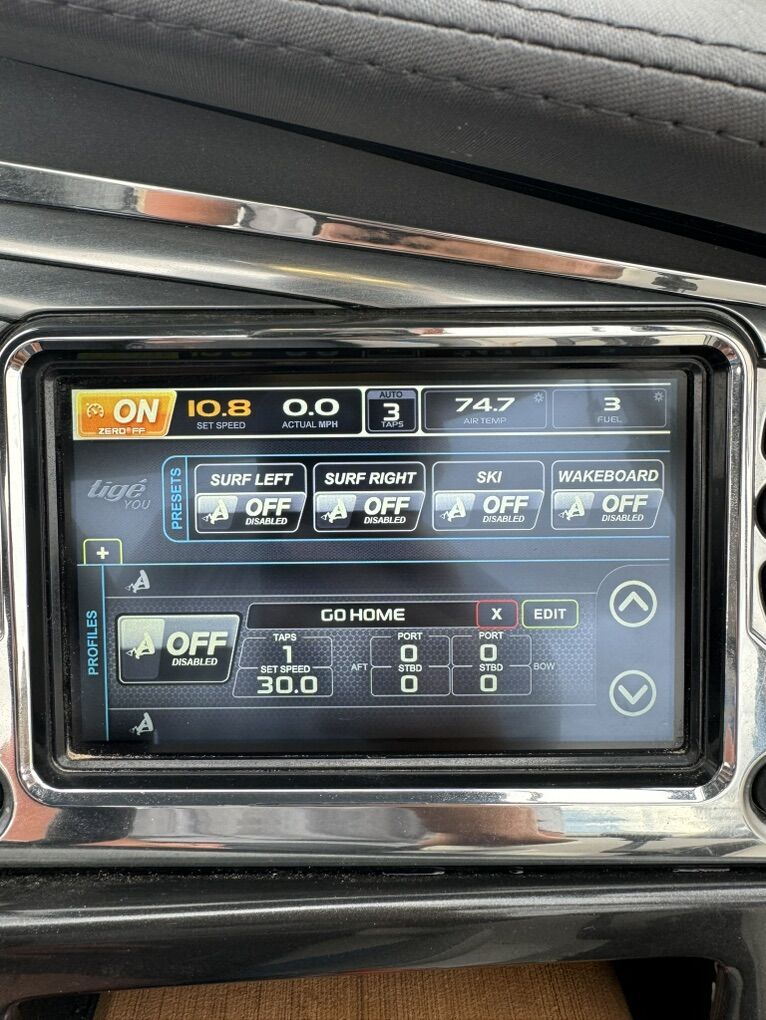 ON
ZERO OFF
10.8
SET SPEED
0.0
ACTUAL MPH
AUTO
3
TAPS
74.7
AIR TEMP
3
FUEL
tigé
YOU
PRESETS
SURF LEFT
OFF
DISABLED
SURF RIGHT
OFF
DISABLED
SKI
OFF
DISABLED
WAKEBOARD
OFF
DISABLED
+
PROFILES
GO HOME
X
EDIT
OFF
DISABLED
TAPS
1
SET SPEED
30.0
AFT
PORT
0
STBD
0
PORT
0
STBD
0
BOW